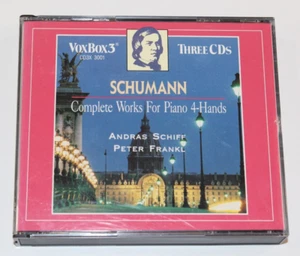 VoxBox3
CD3X 3001
THREE CDs
SCHUMANN
Complete Works For Piano 4-Hands
ANDRAS SCHIFF
PETER FRANKL